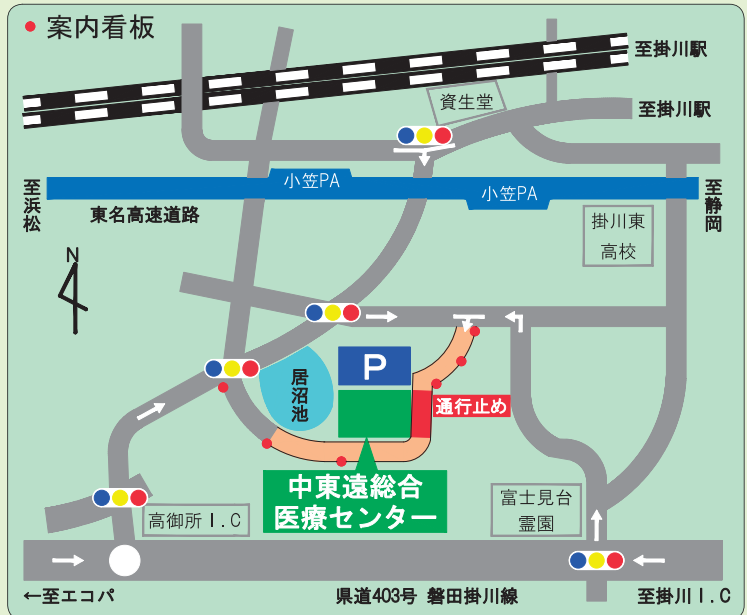 案内看板
至掛川駅
資生堂
至掛川駅
小笠PA
小笠PA
至浜松
東名高速道路
至静岡
掛川東
高校
N
P
居沼池
通行止め
中東遠総合
医療センター
高御所I.C
富士見台
霊園
←至エコパ
県道403号 磐田掛川線
至掛川I.C